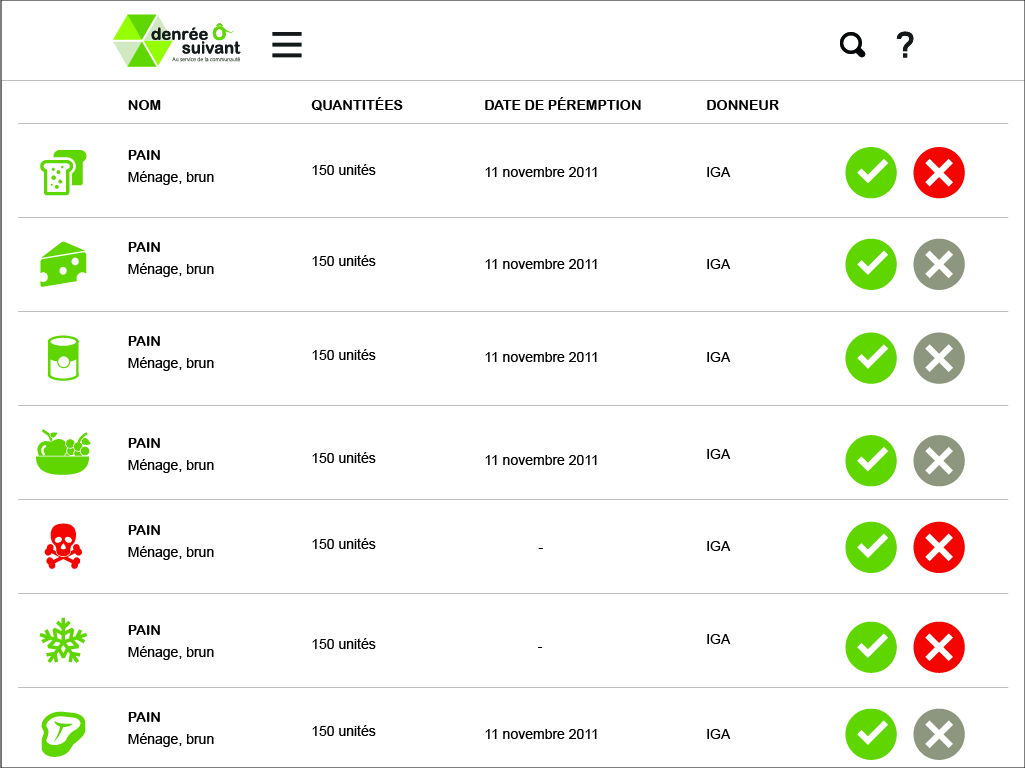 denrée Ô
suivant
Au service de la communauté
?
NOM QUANTITÉES DATE DE PÉREMPTION DONNEUR
PAIN
Ménage, brun 150 unités 11 novembre 2011 IGA
PAIN
Ménage, brun 150 unités 11 novembre 2011 IGA
PAIN
Ménage, brun 150 unités 11 novembre 2011 IGA
PAIN
Ménage, brun 150 unités 11 novembre 2011 IGA
PAIN
Ménage, brun 150 unités - IGA
PAIN
Ménage, brun 150 unités - IGA
PAIN
Ménage, brun 150 unités 11 novembre 2011 IGA